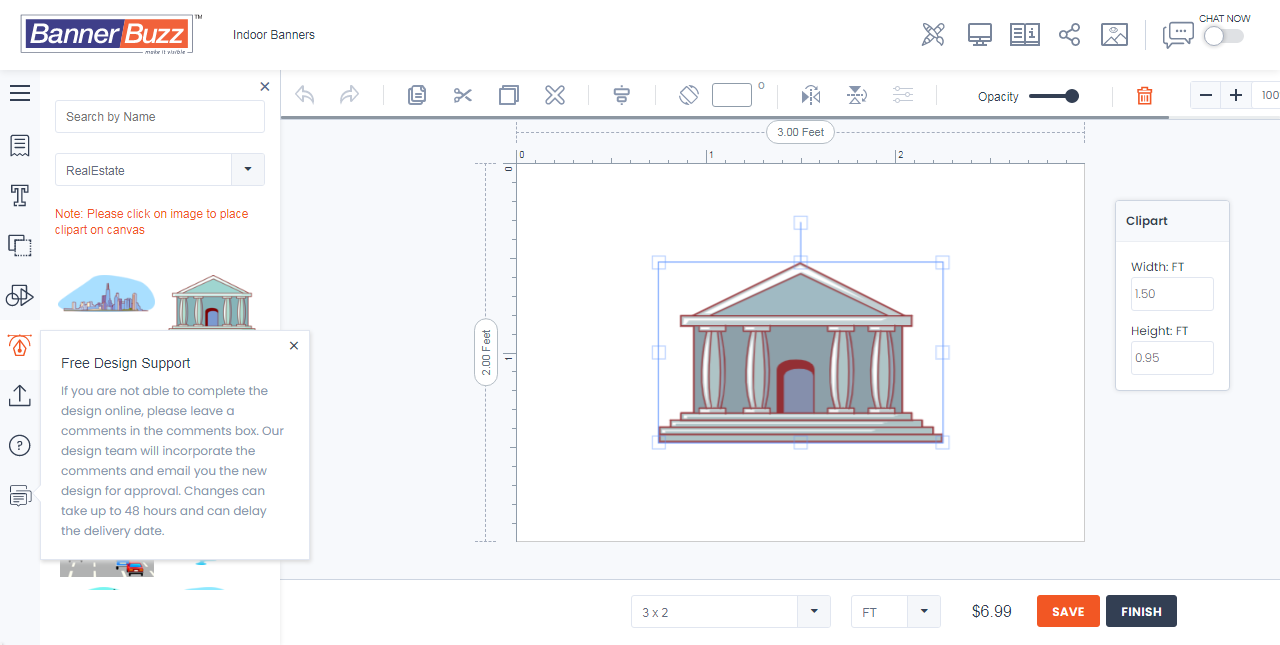 BannerBuzz™
make it visible
Indoor Banners
CHAT NOW
Search by Name
RealEstate
Note: Please click on image to place
clipart on canvas
0
Opacity
100
3.00 Feet
0
1
2
0
1
2.00 Feet
Clipart
Width: FT
1.50
Height: FT
0.95
Free Design Support
If you are not able to complete the
design online, please leave a
comments in the comments box. Our
design team will incorporate the
comments and email you the new
design for approval. Changes can
take up to 48 hours and can delay
the delivery date.
3 x 2
FT
$6.99
SAVE
FINISH